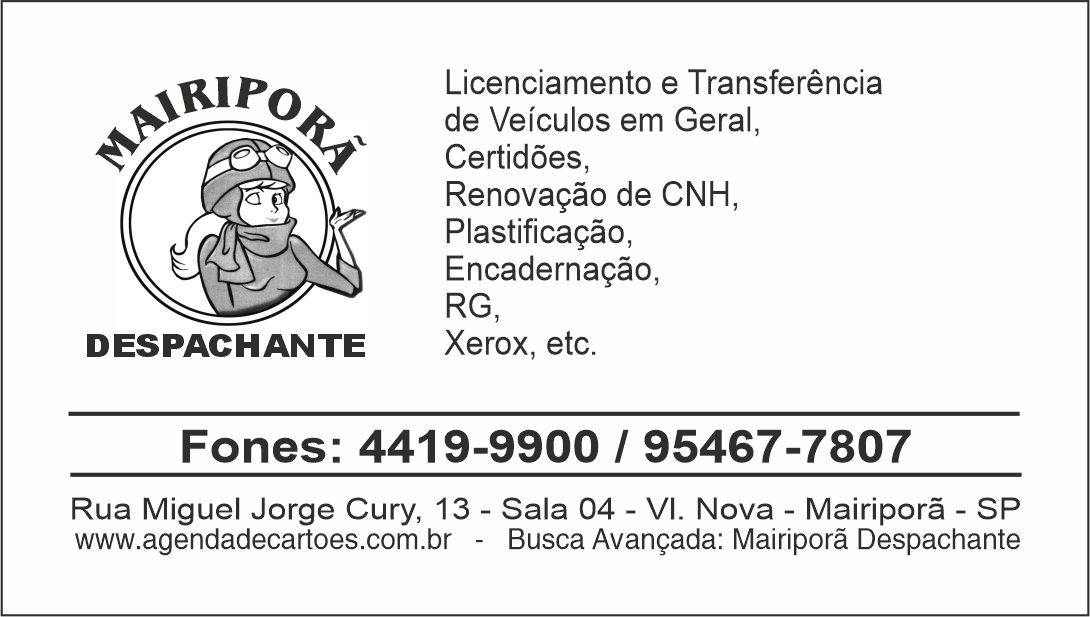 MAIRIPORÃ
DESPACHANTE
Licenciamento e Transferência
de Veículos em Geral,
Certidões,
Renovação de CNH,
Plastificação,
Encadernação,
RG,
Xerox, etc.
Fones: 4419-9900 / 95467-7807
Rua Miguel Jorge Cury, 13 - Sala 04 - Vl. Nova - Mairiporã - SP
www.agendadecartoes.com.br - Busca Avançada: Mairiporã Despachante